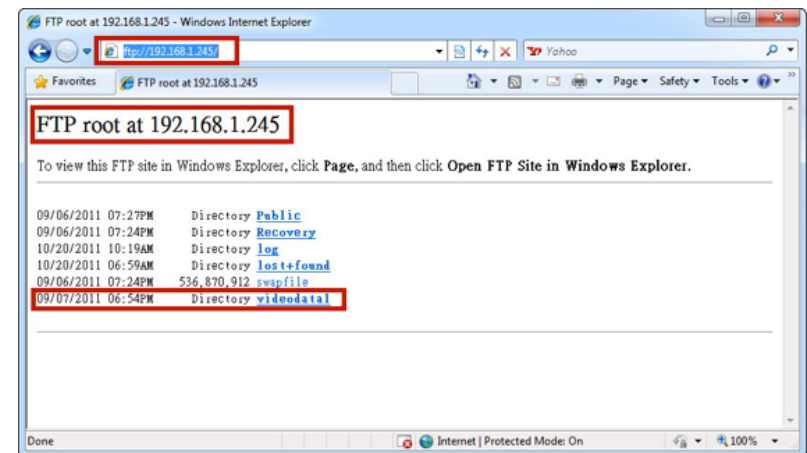 FTP root at 192.168.1.245 - Windows Internet Explorer
ftp://192.168.1.245/ Yahoo
Favorites FTP root at 192.168.1.245 Page Safety Tools
FTP root at 192.168.1.245
To view this FTP site in Windows Explorer, click Page, and then click Open FTP Site in Windows Explorer.
09/06/2011 07:27PM Directory Public
09/06/2011 07:24PM Directory Recovery
10/20/2011 10:19AM Directory log
10/20/2011 06:59AM Directory lost+found
09/06/2011 07:24PM 536,870,912 swapfile
09/07/2011 06:54PM Directory videodata1
Done Internet | Protected Mode: On 100%